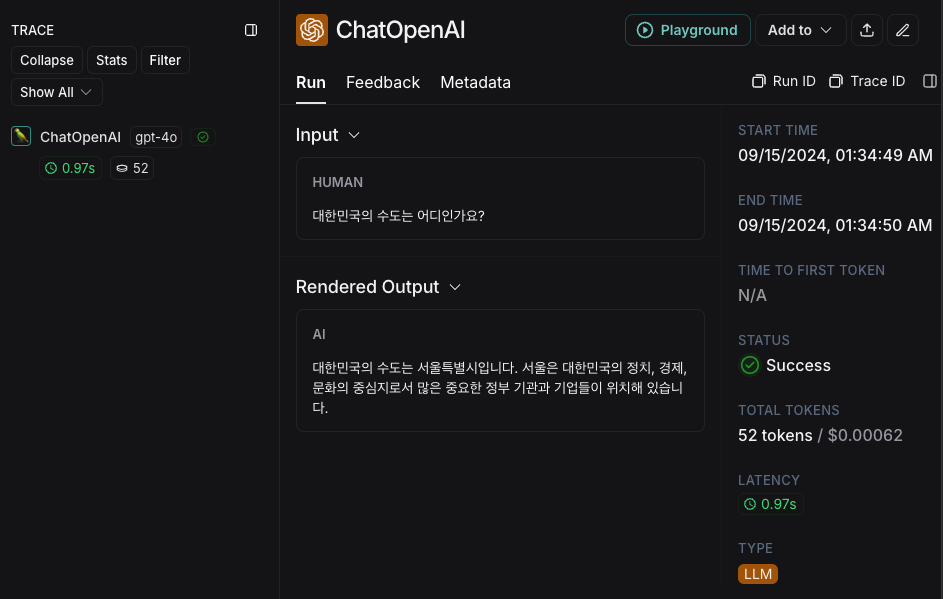 TRACE
Collapse Stats Filter
Show All
ChatOpenAI gpt-4o
0.97s 52
ChatOpenAI
Playground Add to
Run Feedback Metadata
Run ID Trace ID
Input
HUMAN
대한민국의 수도는 어디인가요?
Rendered Output
AI
대한민국의 수도는 서울특별시입니다. 서울은 대한민국의 정치, 경제,
문화의 중심지로서 많은 중요한 정부 기관과 기업들이 위치해 있습니
다.
START TIME
09/15/2024, 01:34:49 AM
END TIME
09/15/2024, 01:34:50 AM
TIME TO FIRST TOKEN
N/A
STATUS
Success
TOTAL TOKENS
52 tokens / $0.00062
LATENCY
0.97s
TYPE
LLM